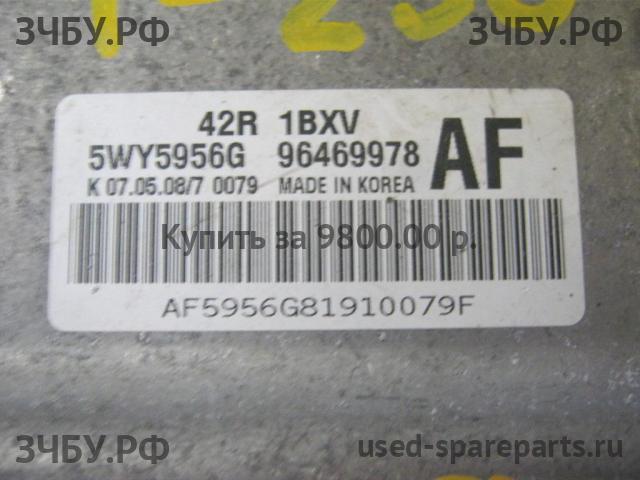 ЗЧБУ.РФ
ЗЧБУ.РФ
42R 1BXV
5WY5956G 96469978 AF
K 07.05.08/7 0079 MADE IN KOREA
Купить за 9800.00 р.
AF5956G81910079F
ЗЧБУ.РФ
used-spareparts.ru